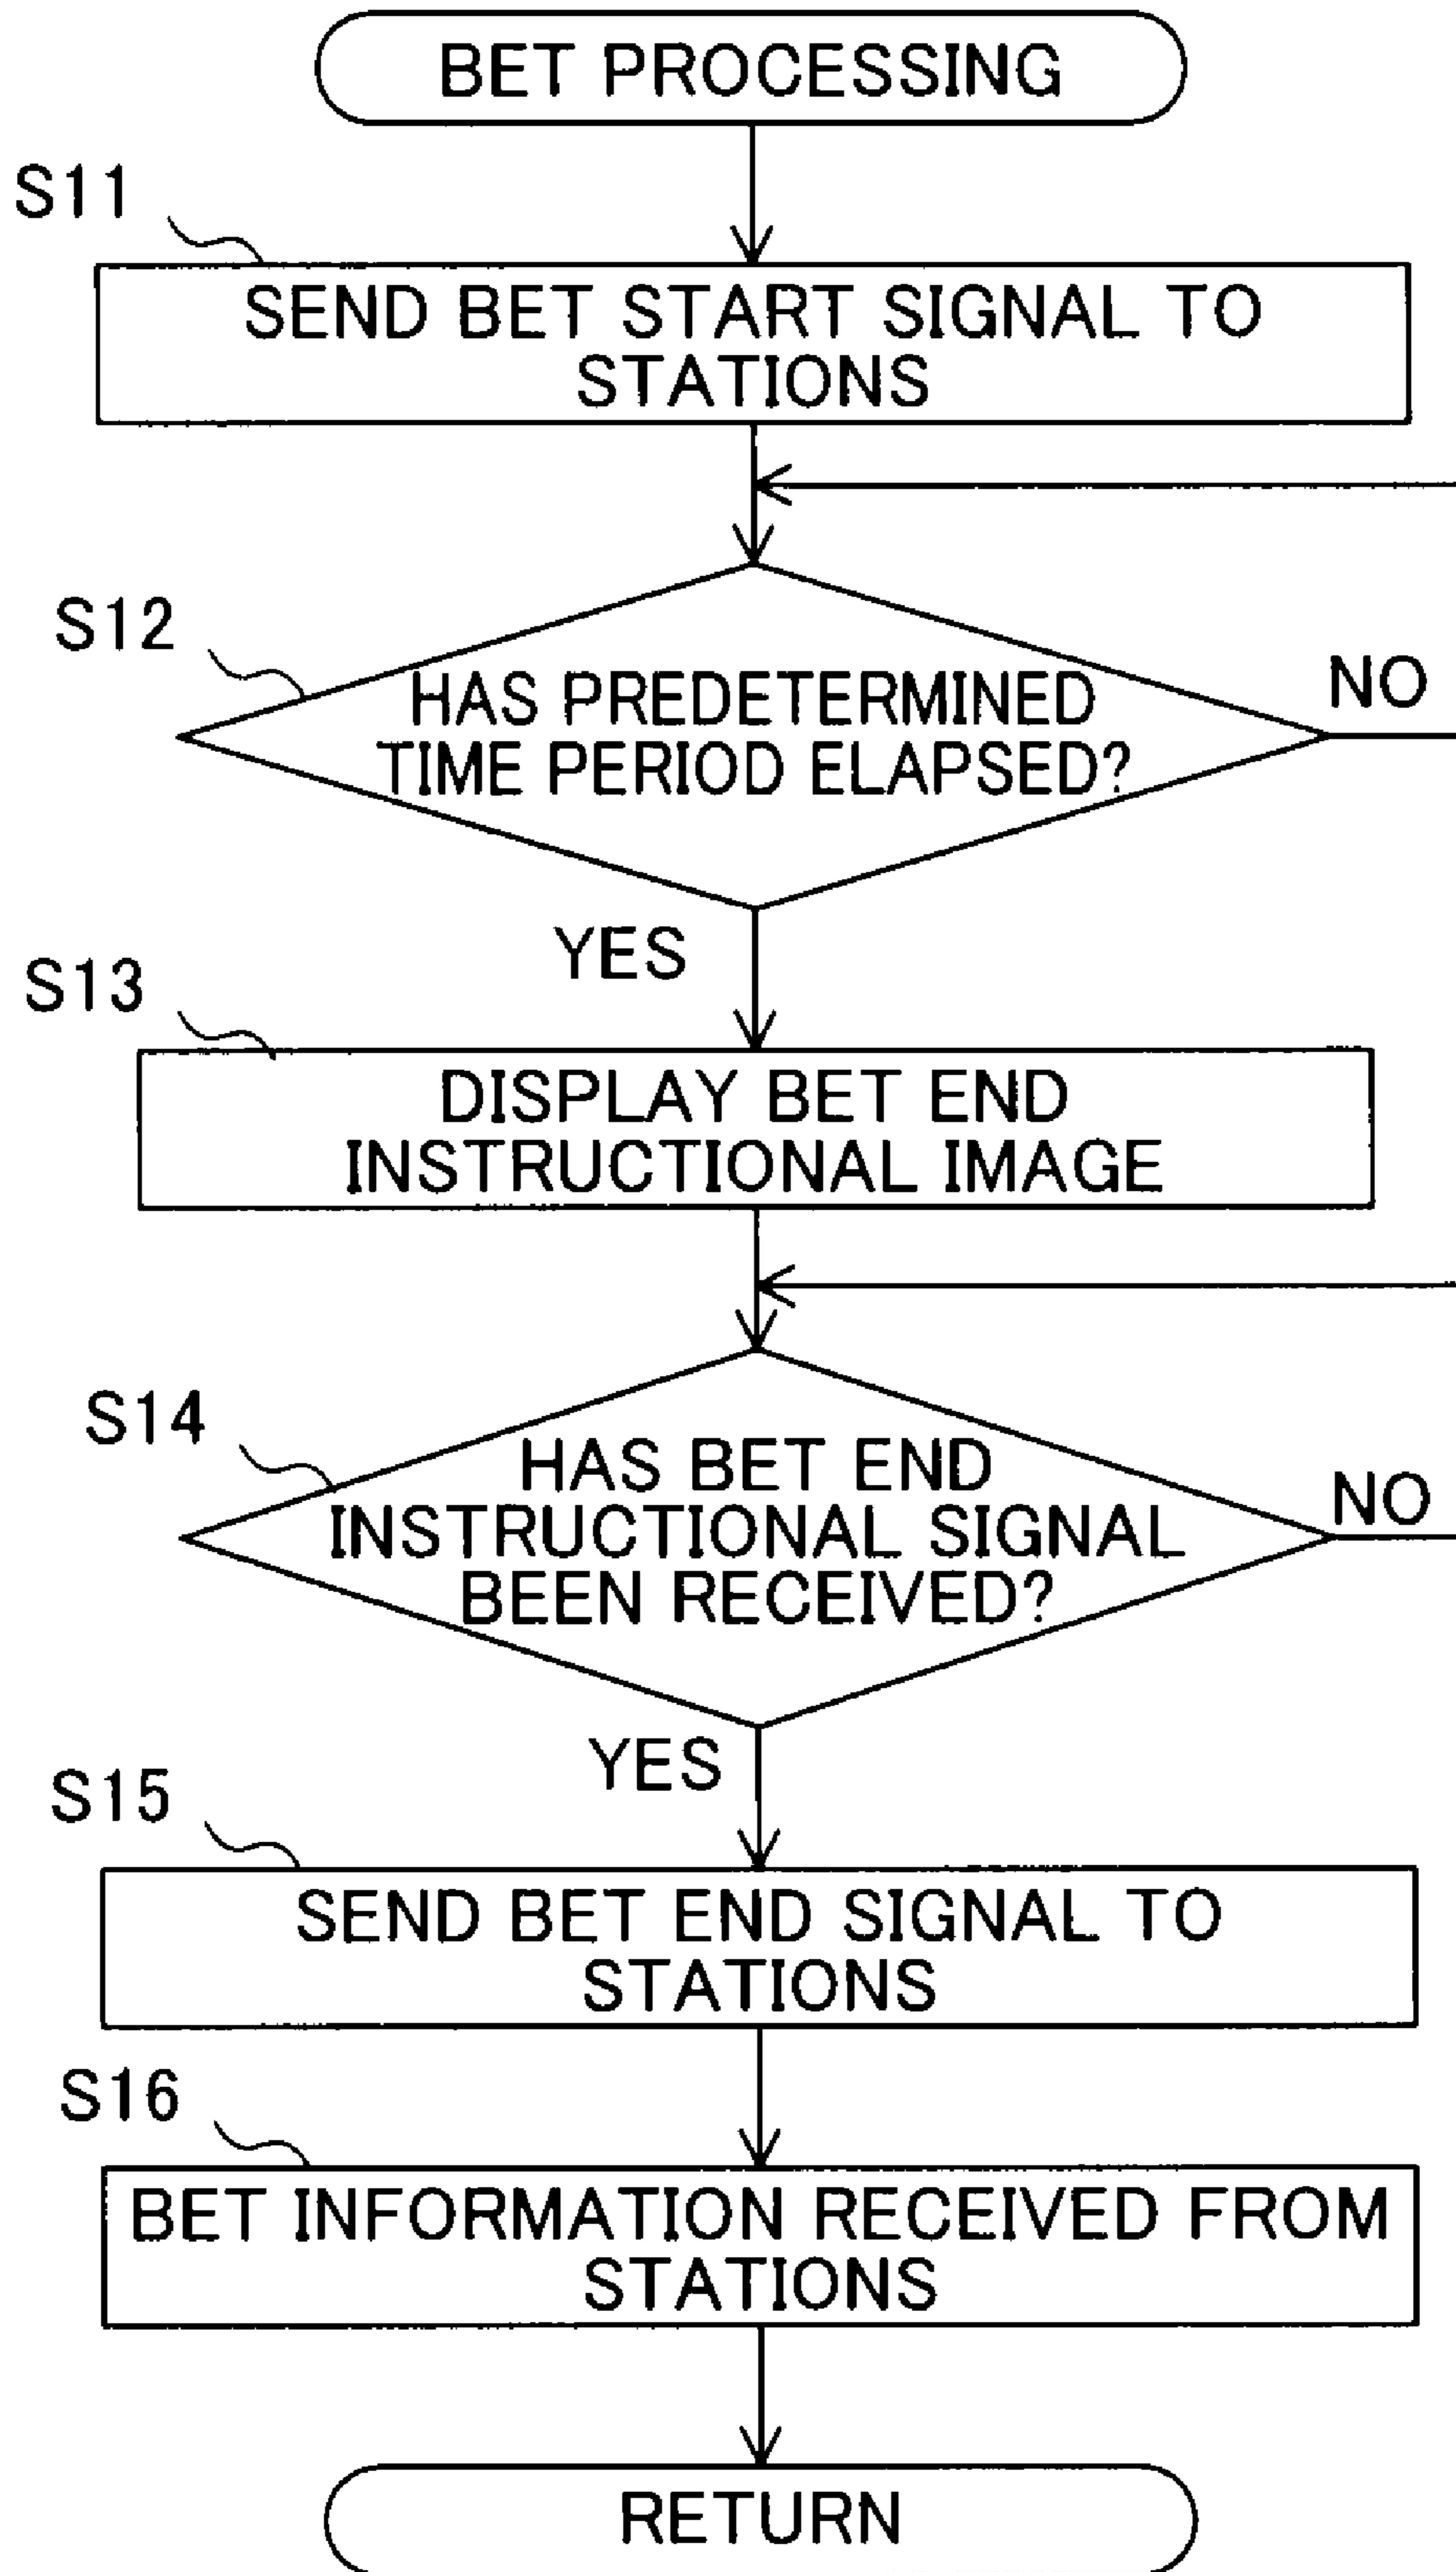 BET PROCESSING
S11
SEND BET START SIGNAL TO
STATIONS
S12
HAS PREDETERMINED
TIME PERIOD ELAPSED?
NO
YES
S13
DISPLAY BET END
INSTRUCTIONAL IMAGE
S14
HAS BET END
INSTRUCTIONAL SIGNAL
BEEN RECEIVED?
NO
YES
S15
SEND BET END SIGNAL TO
STATIONS
S16
BET INFORMATION RECEIVED FROM
STATIONS
RETURN